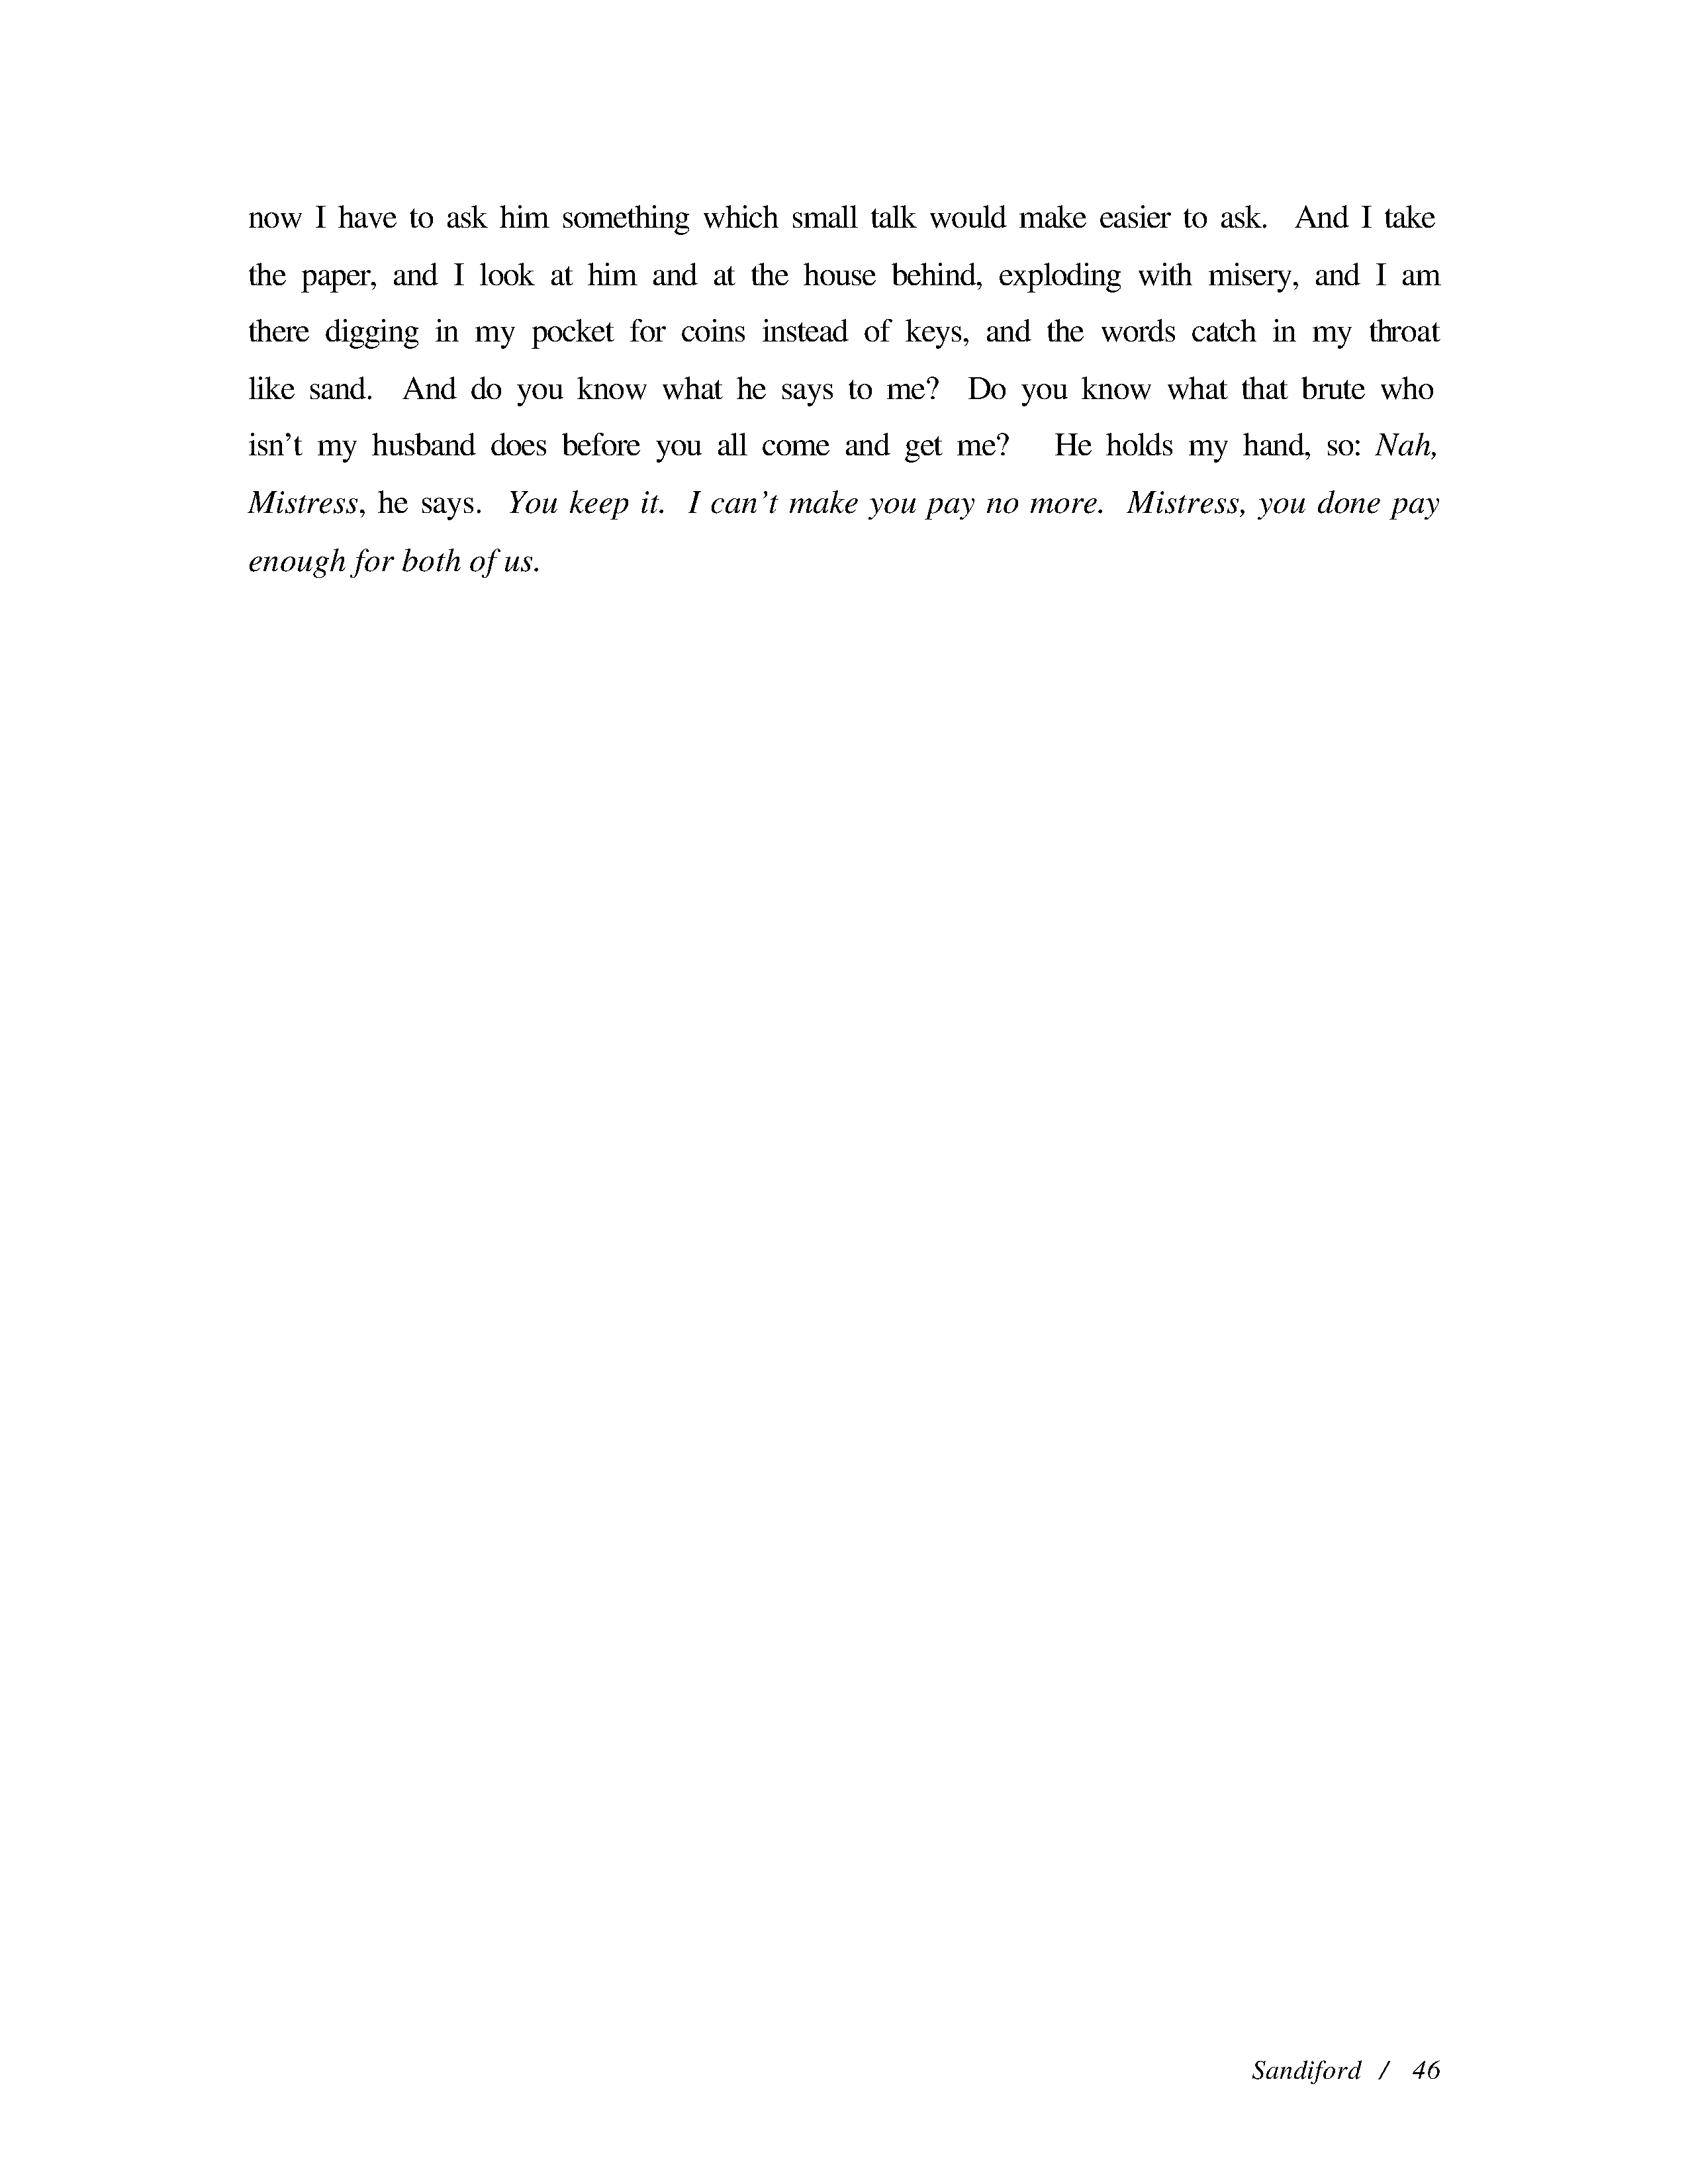 now I have to ask him something which small talk would make easier to ask. And I take
the paper, and I look at him and at the house behind, exploding with misery, and I am
there digging in my pocket for coins instead of keys, and the words catch in my throat
like sand. And do you know what he says to me? Do you know what that brute who
isn’t my husband does before you all come and get me? He holds my hand, so: Nah,
Mistress, he says. You keep it. I can’t make you pay no more. Mistress, you done pay
enough for both of us.
Sandiford / 46